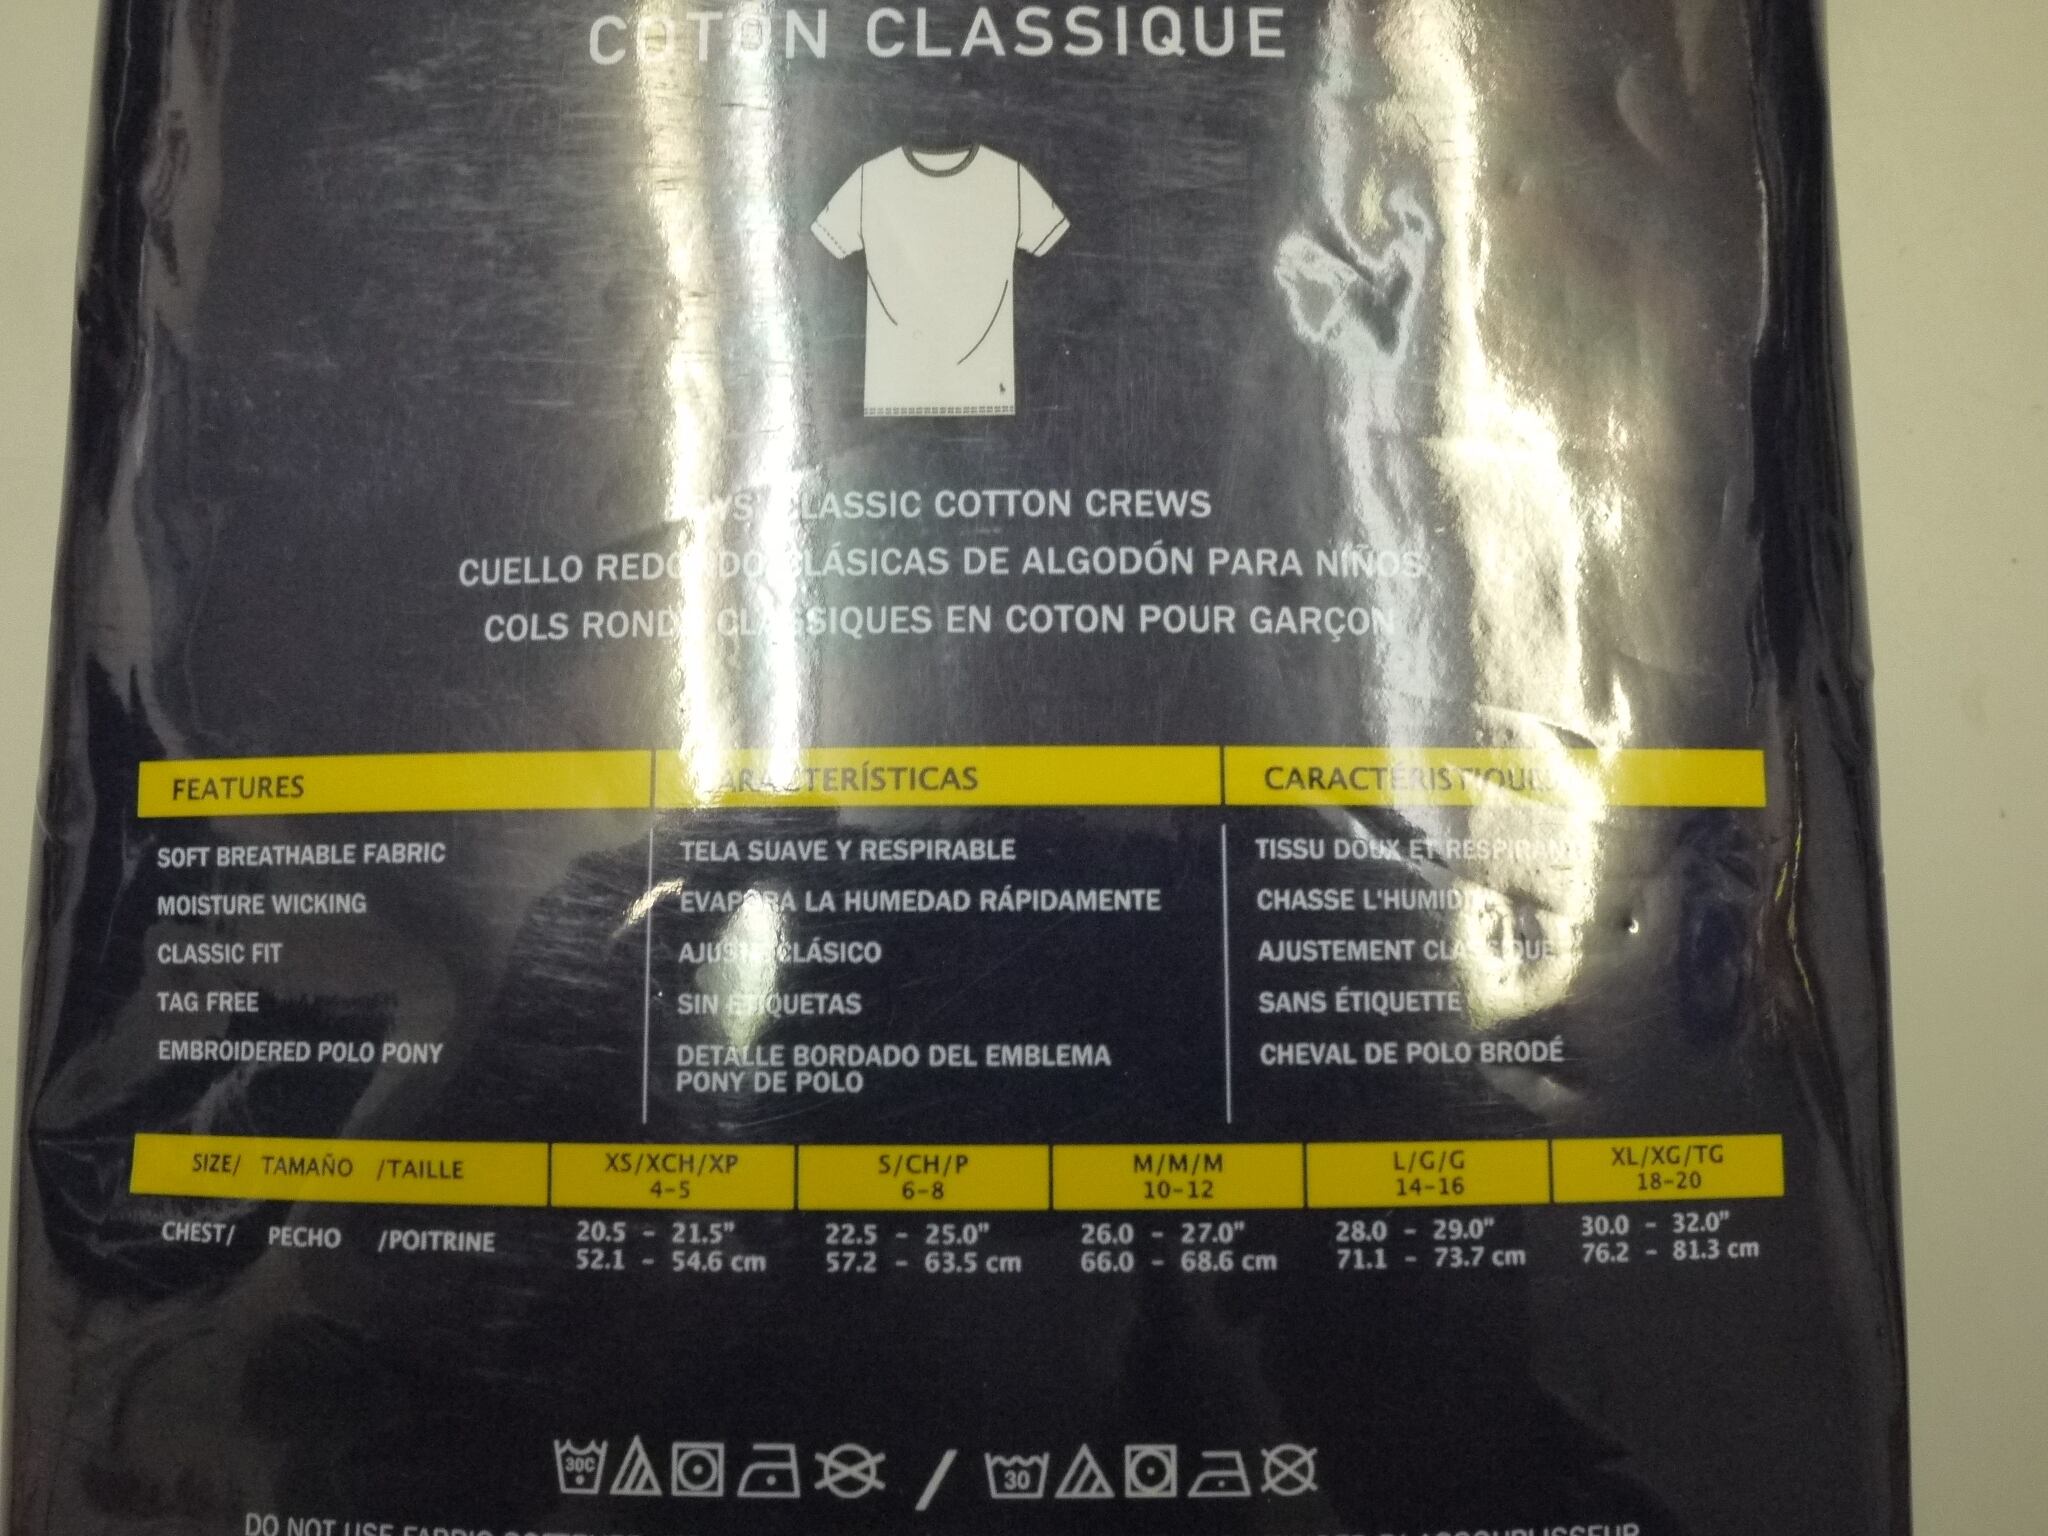 COTON CLASSIQUE
CLASSIC COTTON CREWS
CUELLO REDONDO CLÁSICAS DE ALGODÓN PARA NIÑOS
COLS RONDS CLASSIQUES EN COTON POUR GARÇON
FEATURES CARACTERÍSTICAS CARACTÉRISTIQUES
SOFT BREATHABLE FABRIC TELA SUAVE Y RESPIRABLE TISSU DOUX ET RESPIRANT
MOISTURE WICKING EVAPORA LA HUMEDAD RÁPIDAMENTE CHASSE L'HUMIDITÉ
CLASSIC FIT AJUSTE CLÁSICO AJUSTEMENT CLASSIQUE
TAG FREE SIN ETIQUETAS SANS ÉTIQUETTE
EMBROIDERED POLO PONY DETALLE BORDADO DEL EMBLEMA CHEVAL DE POLO BRODÉ
PONY DE POLO
SIZE/ TAMAÑO /TAILLE XS/XCH/XP S/CH/P M/M/M L/G/G XL/XG/TG
4-5 6-8 10-12 14-16 18-20
CHEST/ PECHO /POITRINE 20.5 - 21.5" 22.5 - 25.0" 26.0 - 27.0" 28.0 - 29.0" 30.0 - 32.0"
52.1 - 54.6 cm 57.2 - 63.5 cm 66.0 - 68.6 cm 71.1 - 73.7 cm 76.2 - 81.3 cm
30C / 30
DO NOT USE FABRIC